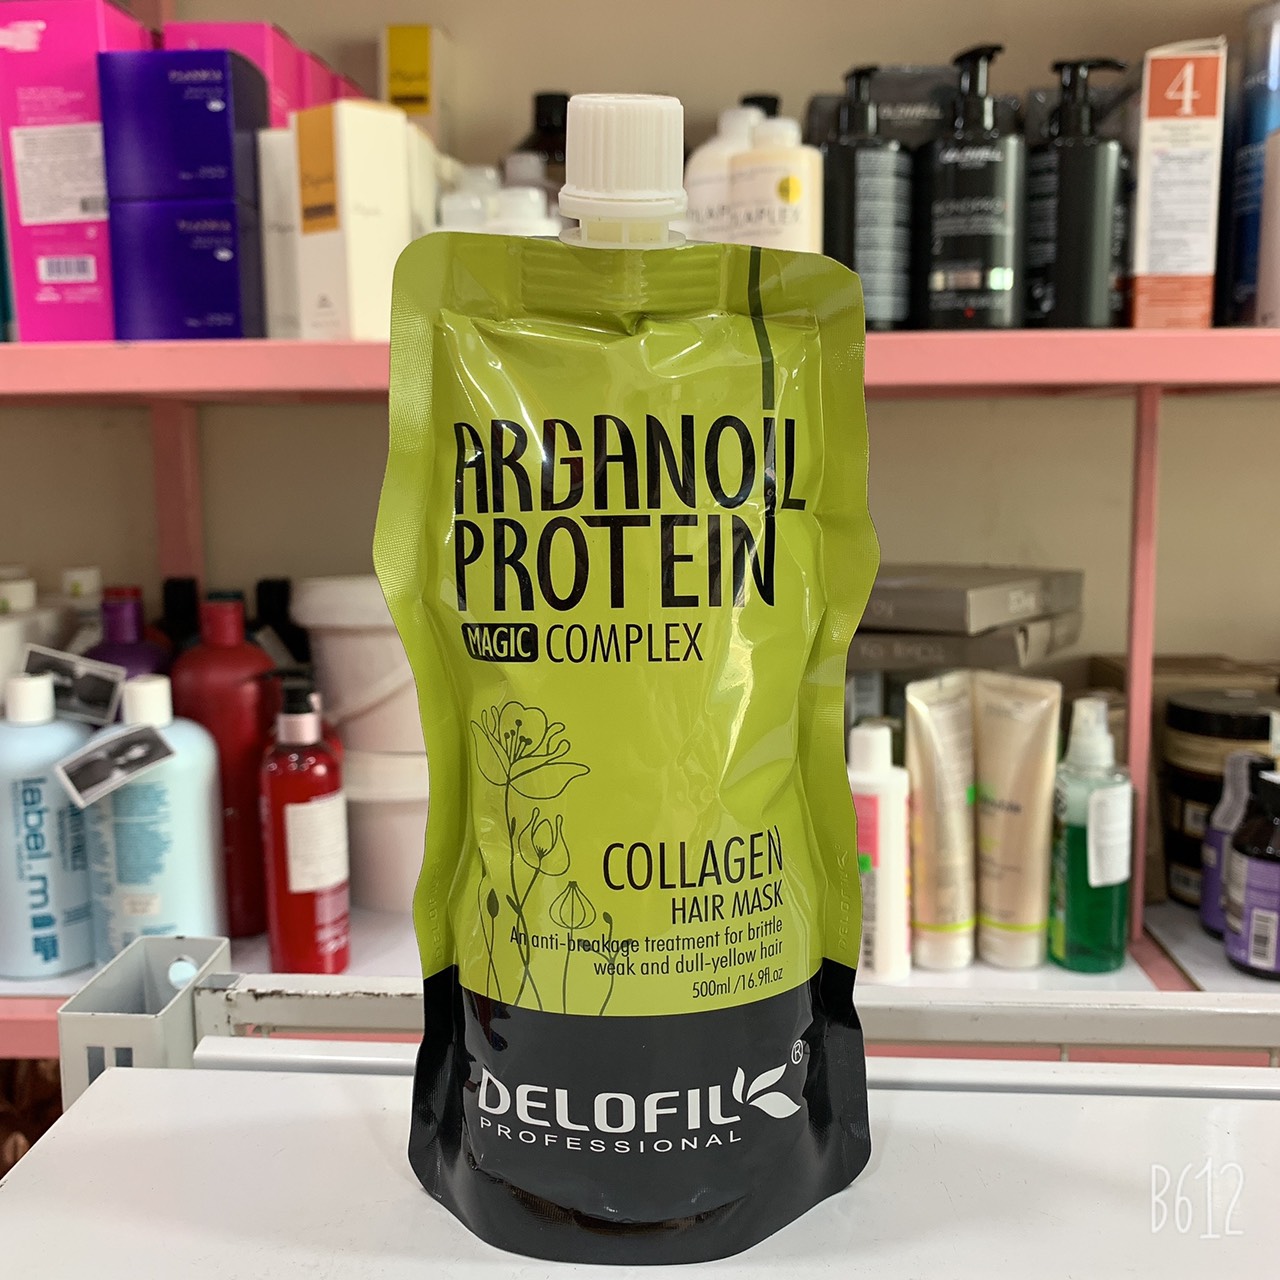 4
ARGANOIL
PROTEIN
MAGIC COMPLEX
COLLAGEN
HAIR MASK
An anti-breakage treatment for brittle
weak and dull-yellow hair
500ml /16.9fl.oz
DELOFIL ®
PROFESSIONAL
label.m
B612